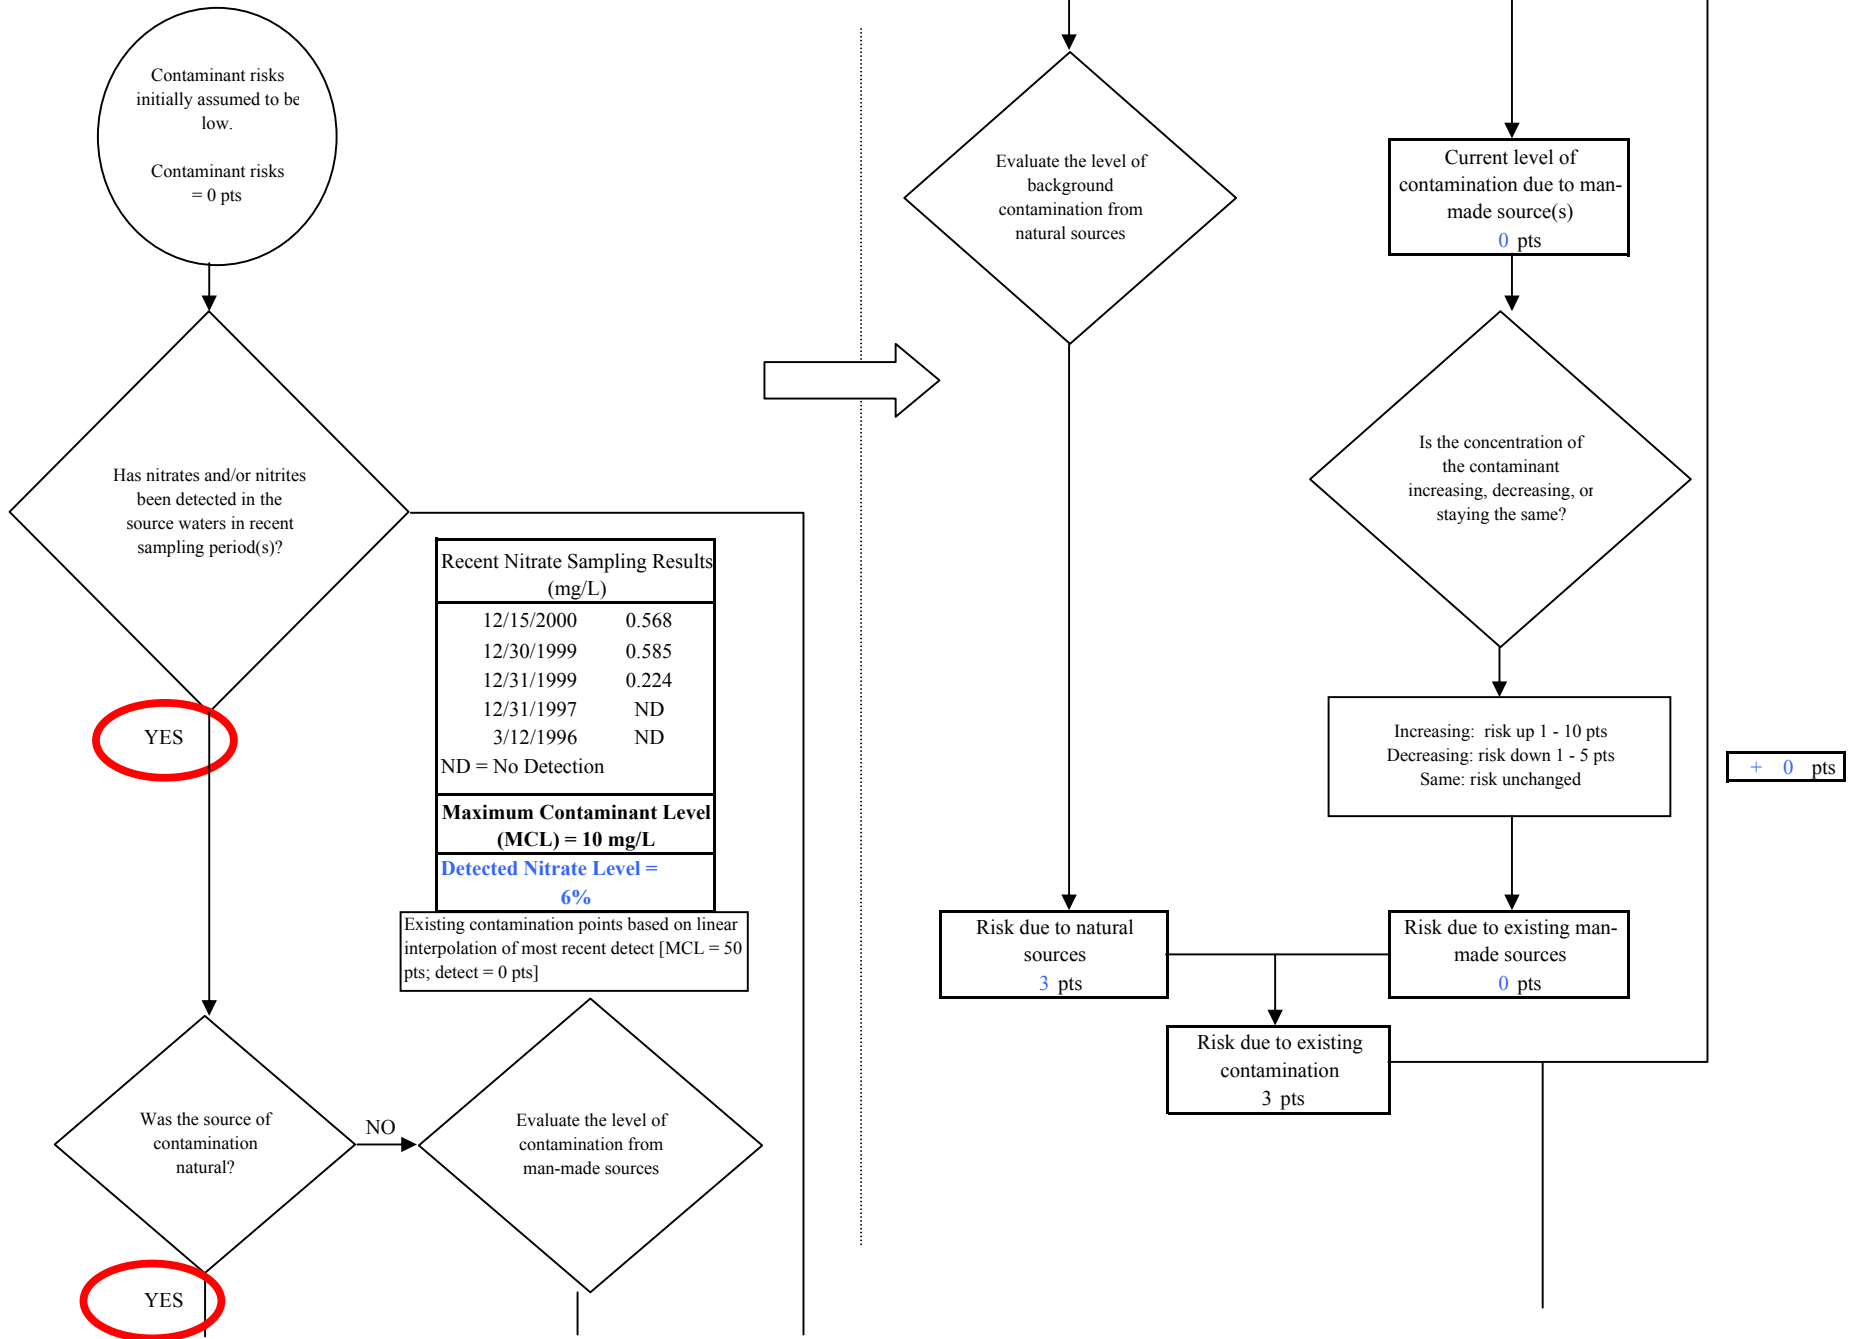 Contaminant risks
initially assumed to be
low.
Contaminant risks
= 0 pts
Has nitrates and/or nitrites
been detected in the
source waters in recent
sampling period(s)?
YES
Recent Nitrate Sampling Results
(mg/L)
12/15/2000 0.568
12/30/1999 0.585
12/31/1999 0.224
12/31/1997 ND
3/12/1996 ND
ND = No Detection
Maximum Contaminant Level
(MCL) = 10 mg/L
Detected Nitrate Level =
6%
Existing contamination points based on linear
interpolation of most recent detect [MCL = 50
pts; detect = 0 pts]
Was the source of
contamination
natural?
NO
Evaluate the level of
contamination from
man-made sources
YES
Evaluate the level of
background
contamination from
natural sources
Current level of
contamination due to man-
made source(s)
0 pts
Is the concentration of
the contaminant
increasing, decreasing, or
staying the same?
Increasing: risk up 1 - 10 pts
Decreasing: risk down 1 - 5 pts
Same: risk unchanged
+ 0 pts
Risk due to natural
sources
3 pts
Risk due to existing man-
made sources
0 pts
Risk due to existing
contamination
3 pts